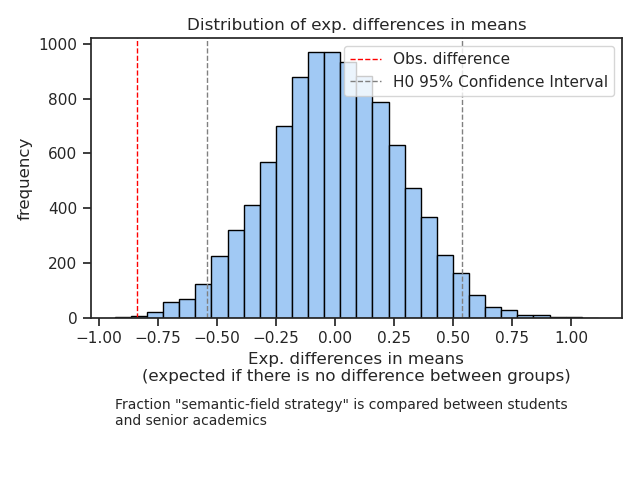 Distribution of exp. differences in means
Obs. difference
H0 95% Confidence Interval
frequency
1000
800
600
400
200
0
−1.00 −0.75 −0.50 −0.25 0.00 0.25 0.50 0.75 1.00
Exp. differences in means
(expected if there is no difference between groups)
Fraction "semantic-field strategy" is compared between students
and senior academics